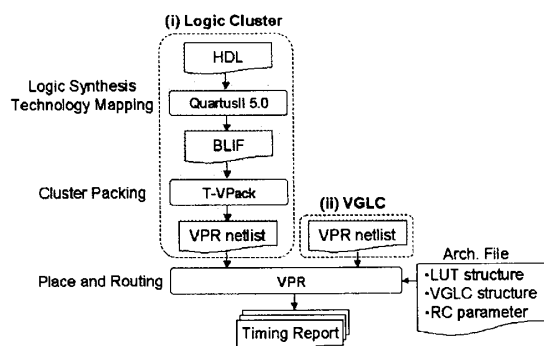 (i) Logic Cluster
HDL
Logic Synthesis
Technology Mapping
QuartusII 5.0
BLIF
Cluster Packing
T-VPack
(ii) VGLC
VPR netlist
VPR netlist
Arch. File
Place and Routing
VPR
•LUT structure
•VGLC structure
•RC parameter
Timing Report